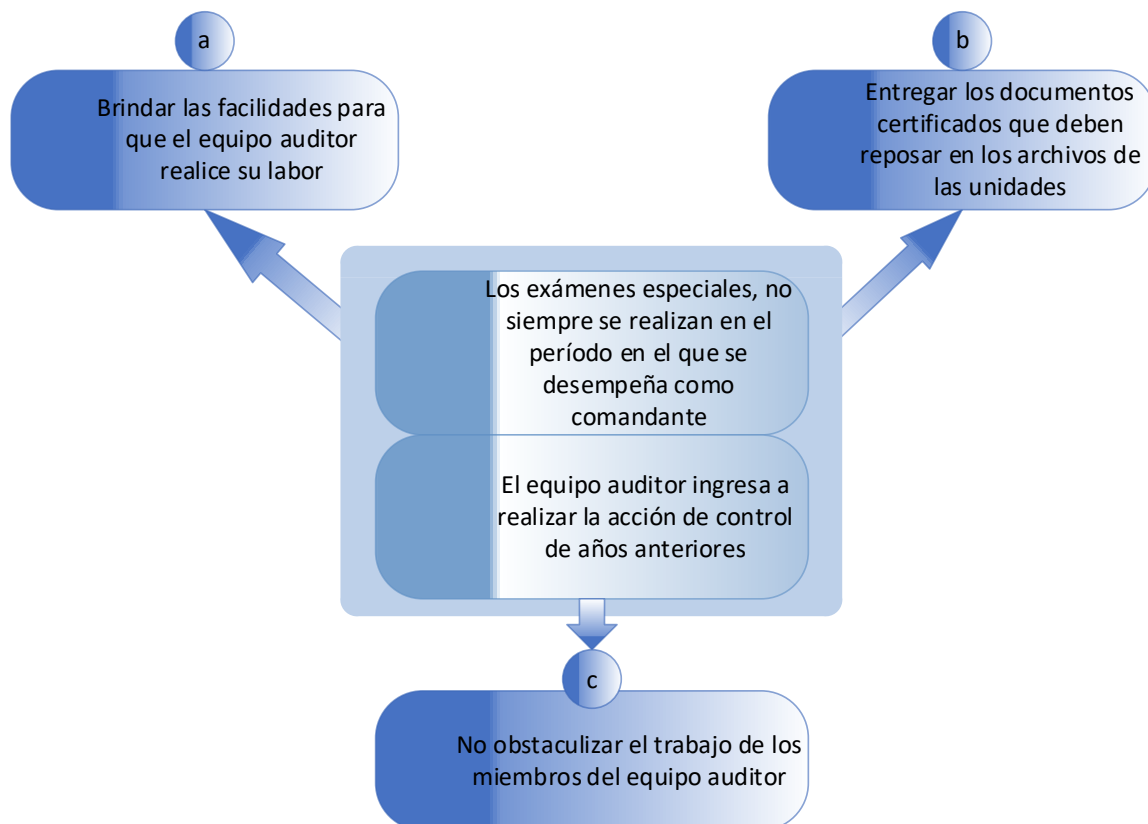 a
Brindar las facilidades para
que el equipo auditor
realice su labor
b
Entregar los documentos
certificados que deben
reposar en los archivos de
las unidades
Los exámenes especiales, no
siempre se realizan en el
período en el que se
desempeña como
comandante
El equipo auditor ingresa a
realizar la acción de control
de años anteriores
c
No obstaculizar el trabajo de los
miembros del equipo auditor